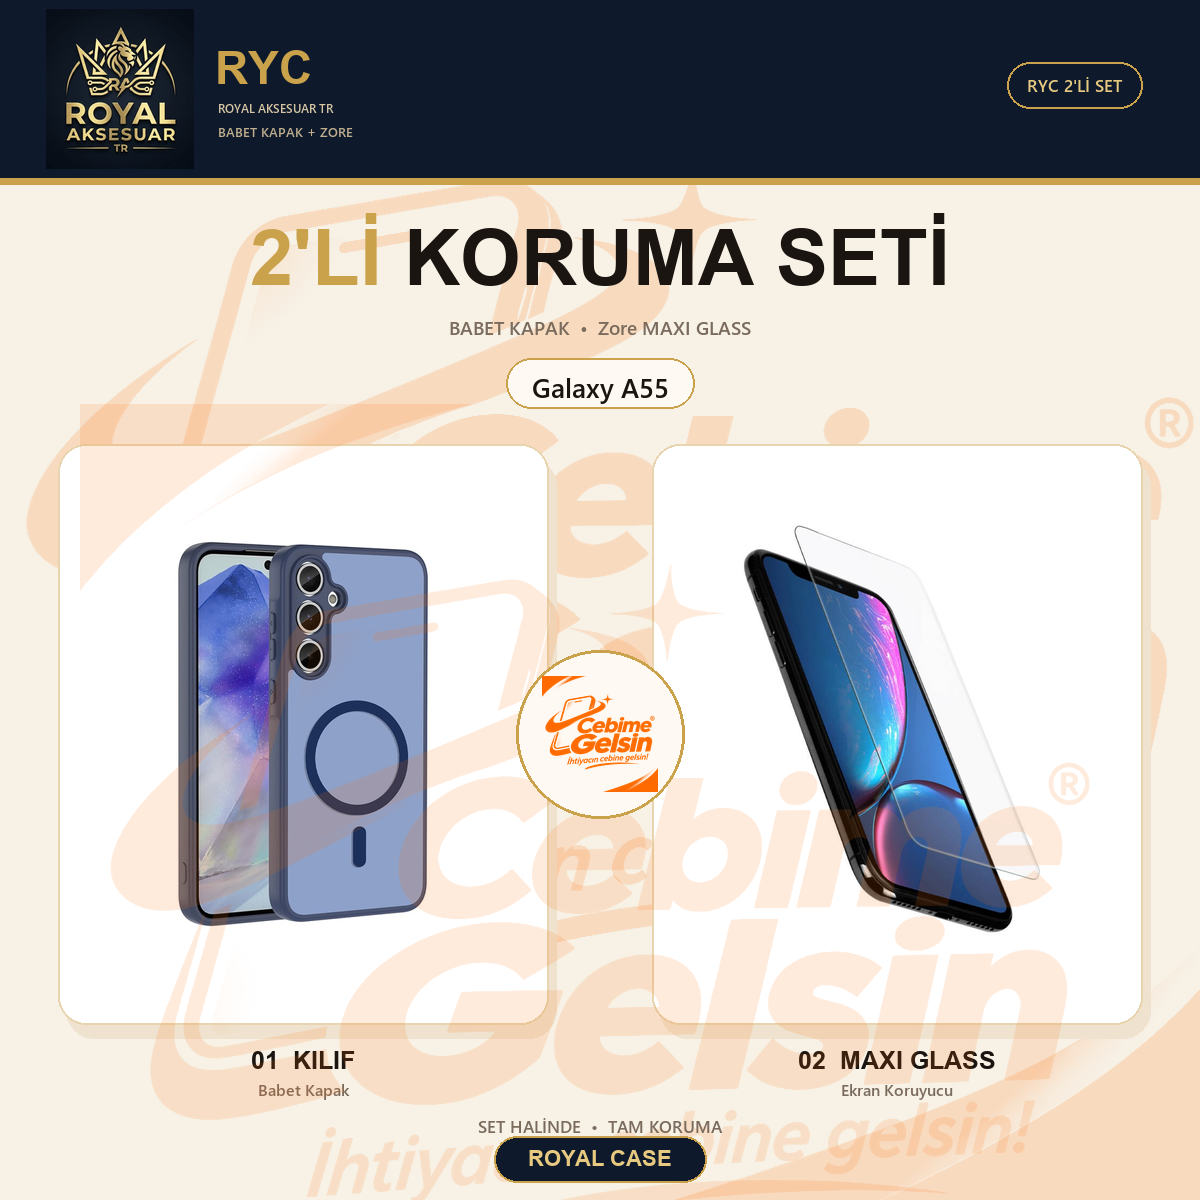 ROYAL
AKSESUAR
TR
RYC
ROYAL AKSESUAR TR
BABET KAPAK + ZORE
RYC 2'Lİ SET
2'Lİ KORUMA SETİ
BABET KAPAK • Zore MAXI GLASS
Galaxy A55
Cebime®
Gelsin
İhtiyacın cebine gelsin!
01 KILIF
Babet Kapak
02 MAXI GLASS
Ekran Koruyucu
SET HALİNDE • TAM KORUMA
ROYAL CASE
Cebime®
Gelsin